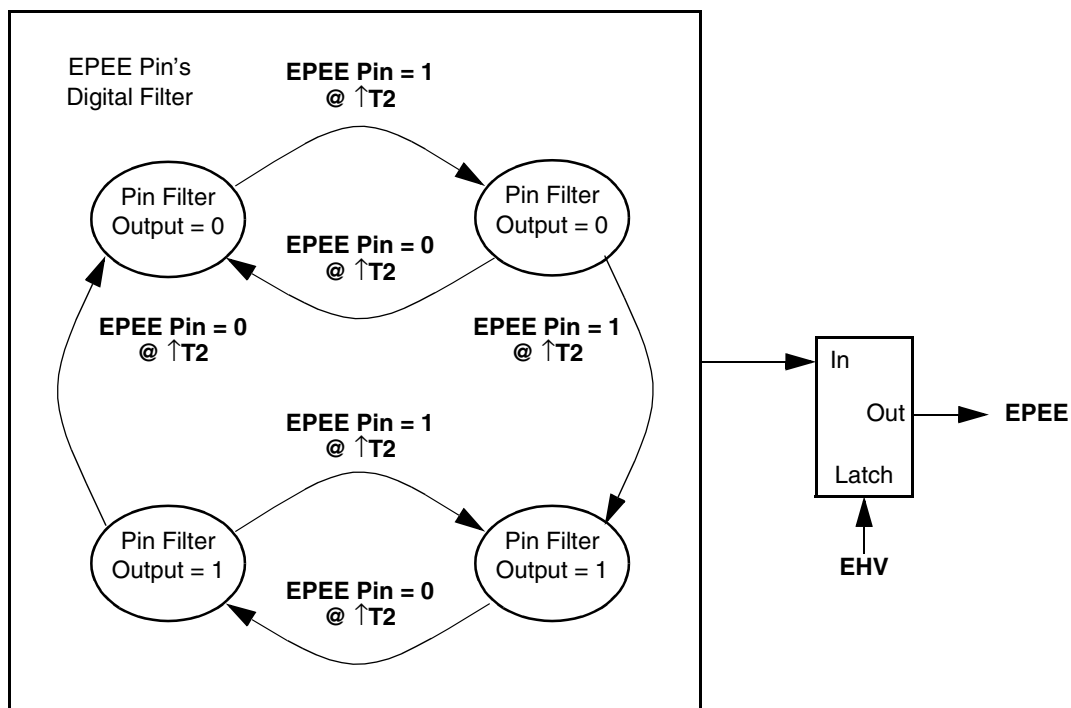 EPEE Pin's
Digital Filter
EPEE Pin = 1
@ ↑T2
Pin Filter
Output = 0
Pin Filter
Output = 0
EPEE Pin = 0
@ ↑T2
EPEE Pin = 0
@ ↑T2
EPEE Pin = 1
@ ↑T2
In
Out
EPEE
Latch
EHV
EPEE Pin = 1
@ ↑T2
Pin Filter
Output = 1
Pin Filter
Output = 1
EPEE Pin = 0
@ ↑T2